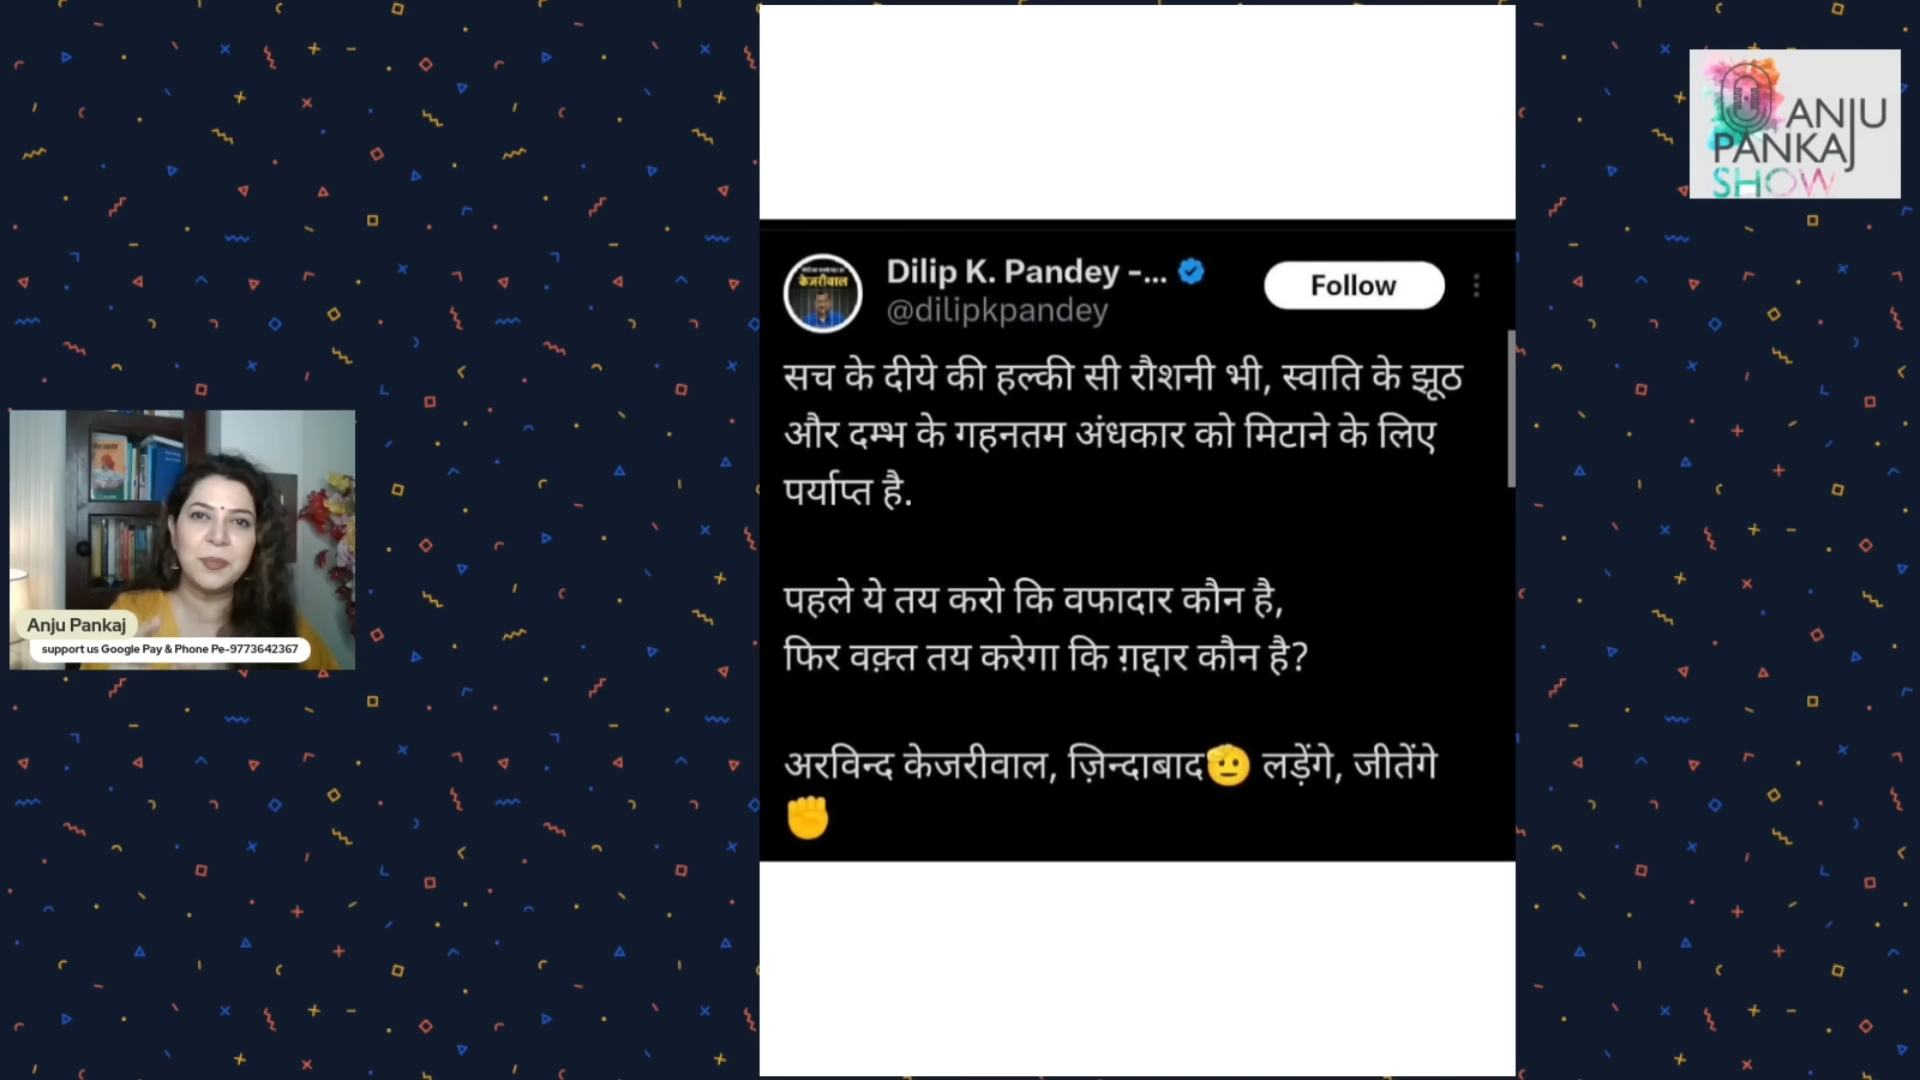 ANJU
PANKAJ
SHOW
Dilip K. Pandey -...
@dilipkpandey
Follow
सच के दीये की हल्की सी रौशनी भी, स्वाति के झूठ
और दम्भ के गहनतम अंधकार को मिटाने के लिए
पर्याप्त है.
पहले ये तय करो कि वफादार कौन है,
फिर वक़्त तय करेगा कि ग़द्दार कौन है?
अरविन्द केजरीवाल, ज़िन्दाबाद🫡 लड़ेंगे, जीतेंगे
✊
केजरीवाल
Anju Pankaj
support us Google Pay & Phone Pe-9773642367